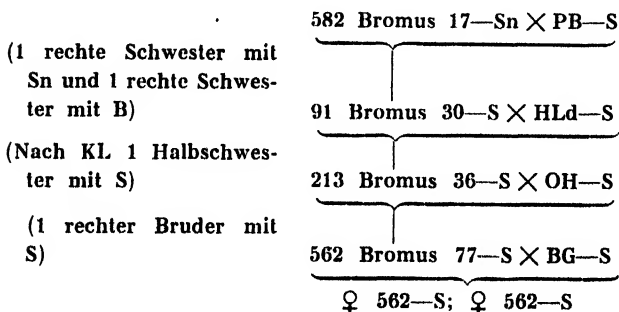 582 Bromus 17—Sn × PB—S
(1 rechte Schwester mit
Sn und 1 rechte Schwes-
ter mit B)
91 Bromus 30—S × HLd—S
(Nach KL 1 Halbschwes-
ter mit S)
213 Bromus 36—S × OH—S
(1 rechter Bruder mit
S)
562 Bromus 77—S × BG—S
♀ 562—S; ♀ 562—S